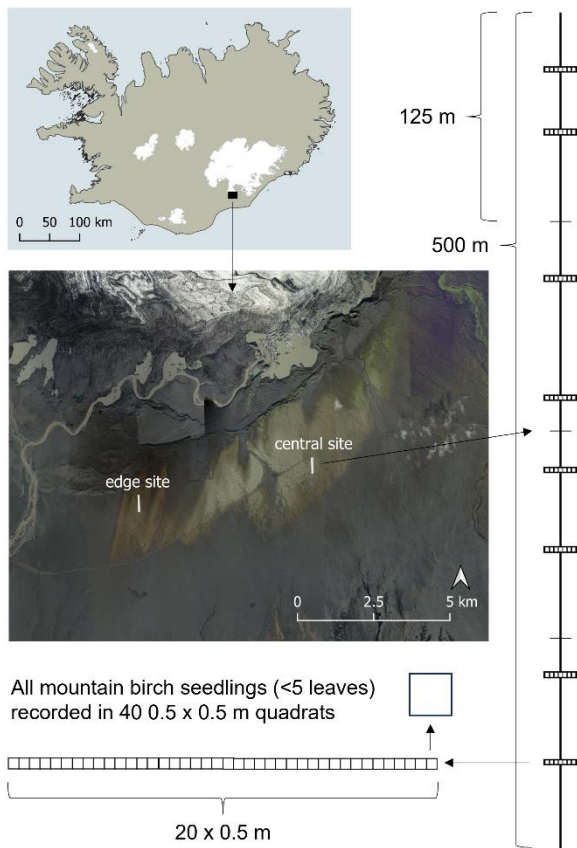 125 m
0 50 100 km
500 m
central site
edge site
0 2.5 5 km
All mountain birch seedlings (<5 leaves)
recorded in 40 0.5 x 0.5 m quadrats
20 x 0.5 m